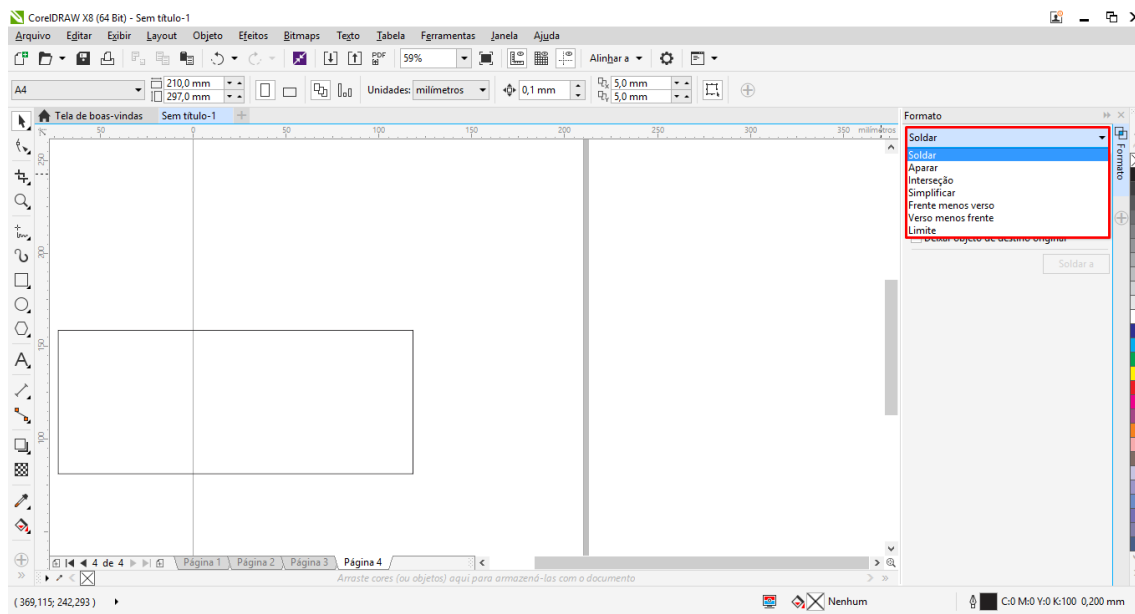 CorelDRAW X8 (64 Bit) - Sem título-1
Arquivo Editar Exibir Layout Objeto Efeitos Bitmaps Texto Tabela Ferramentas Janela Ajuda
PDF 59% Alinhar a
A4 210,0 mm 297,0 mm Unidades: milímetros 0,1 mm 5,0 mm 5,0 mm
Tela de boas-vindas Sem título-1
Formato
50 0 50 100 150 200 250 300 350 milímetros
Soldar
Soldar
Aparar
Interseção
Simplificar
Frente menos verso
Verso menos frente
Limite
Deixar objeto de destino original
Soldar a
Formato
250
200
150
100
4 de 4 Página 1 Página 2 Página 3 Página 4
Arraste cores (ou objetos) aqui para armazená-las com o documento
( 369,115; 242,293 ) Nenhum C:0 M:0 Y:0 K:100 0,200 mm